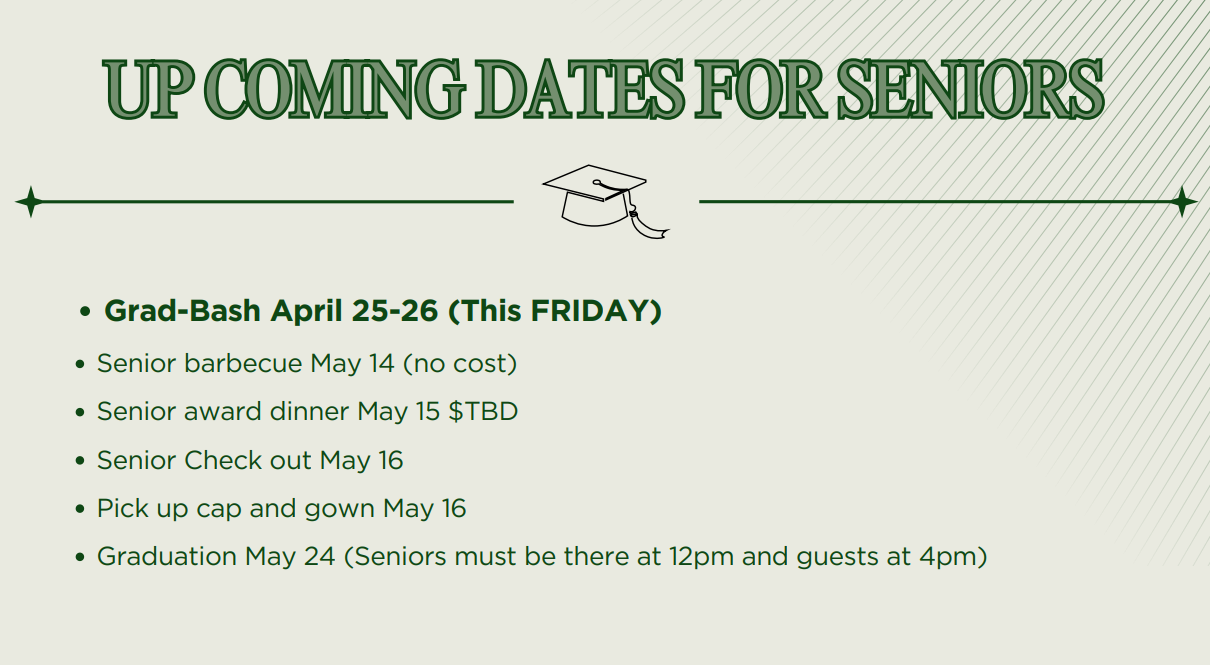 UP COMING DATES FOR SENIORS
• Grad-Bash April 25-26 (This FRIDAY)
• Senior barbecue May 14 (no cost)
• Senior award dinner May 15 $TBD
• Senior Check out May 16
• Pick up cap and gown May 16
• Graduation May 24 (Seniors must be there at 12pm and guests at 4pm)